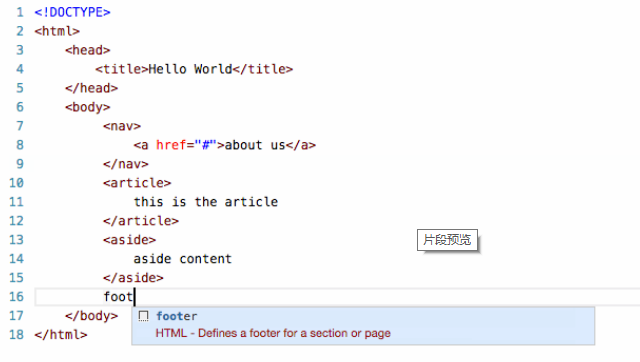 1 <!DOCTYPE>
2 <html>
3 <head>
4 <title>Hello World</title>
5 </head>
6 <body>
7 <nav>
8 <a href="#">about us</a>
9 </nav>
10 <article>
11 this is the article
12 </article>
13 <aside>
片段预览
14 aside content
15 </aside>
16 foot
17 </body>
footer
18 </html>
HTML - Defines a footer for a section or page